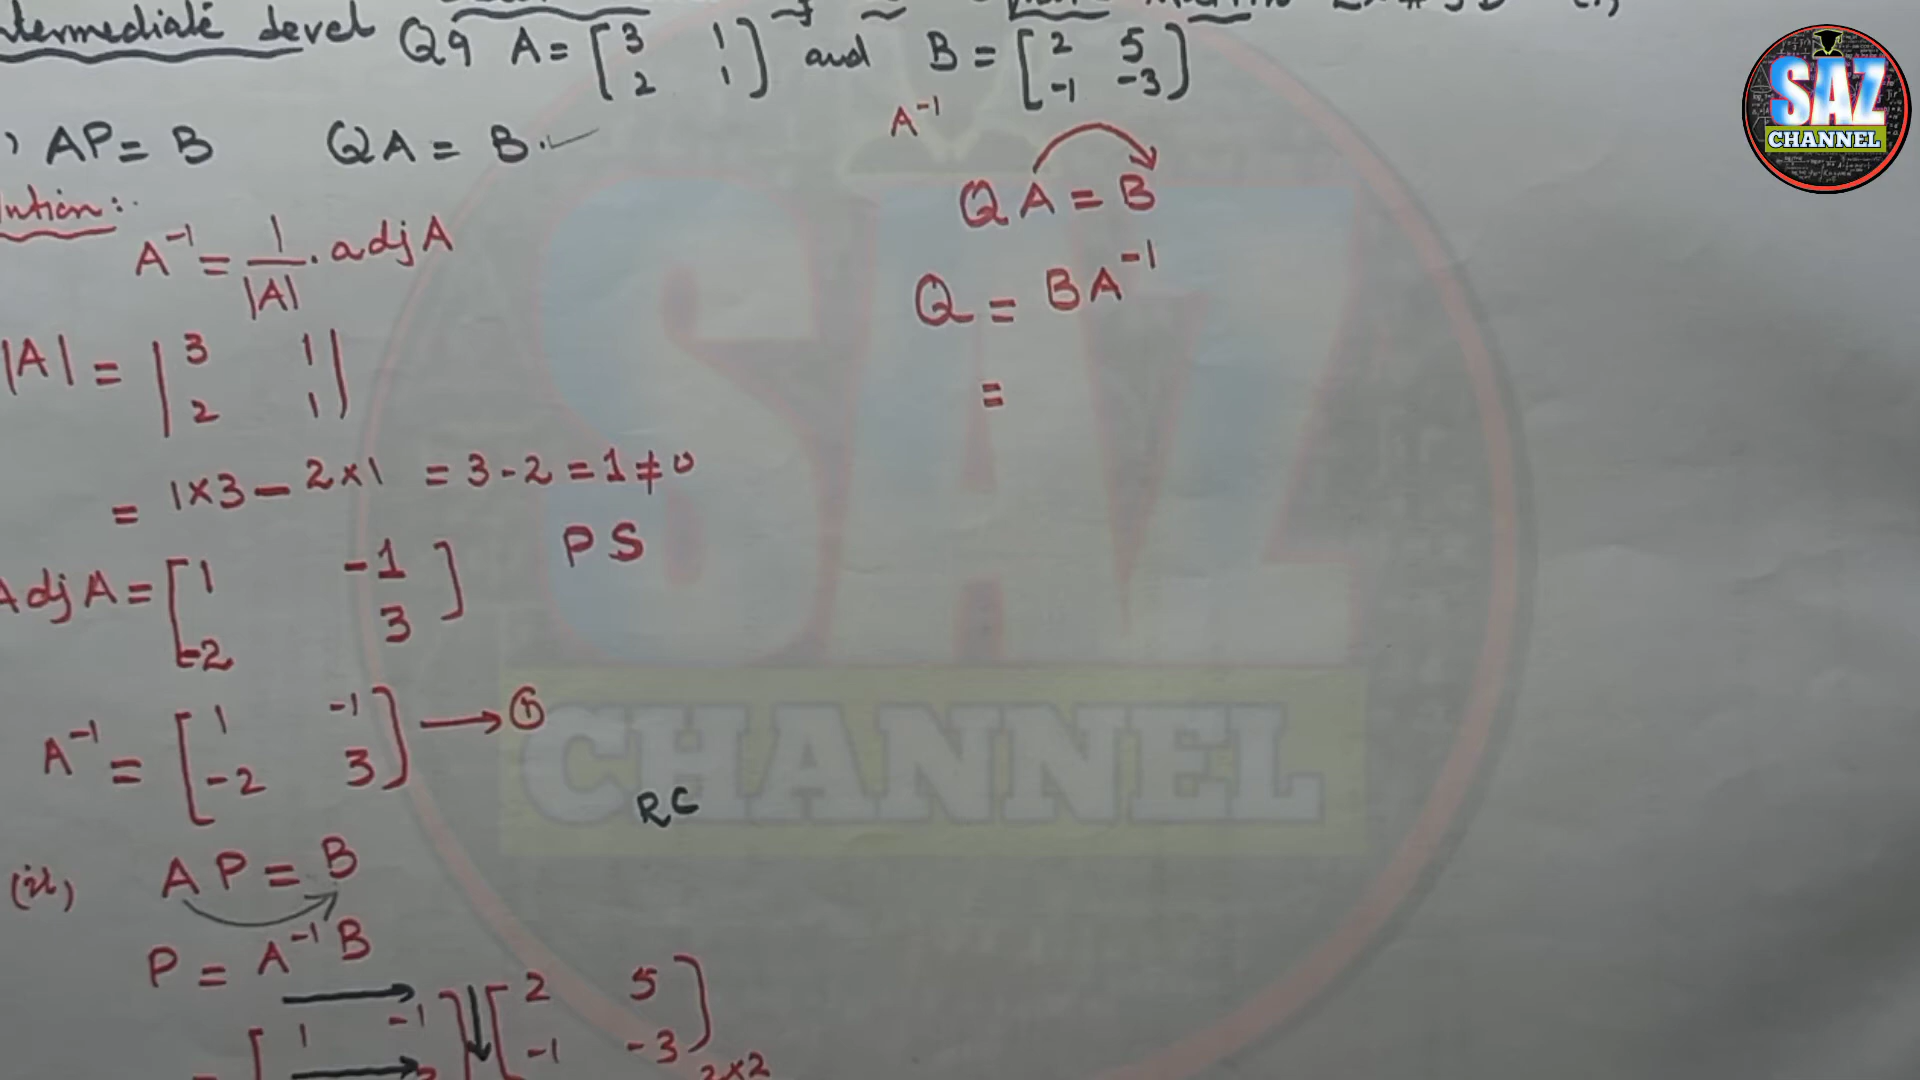 Intermediate Level Q9 A = [3 1 2 1] and B = [2 5 -1 -3]
AP = B QA = B.
A⁻¹ = 1/|A| . adj A
|A| = |3 1 2 1|
= 1×3 - 2×1 = 3 - 2 = 1 ≠ 0
Adj A = [1 -1 -2 3] PS
A⁻¹ = [1 -1 -2 3] → ①
RC
(ii) AP = B
P = A⁻¹ B
= [1 -1] [2 5 -1 -3] 2×2
A⁻¹
QA = B
Q = BA⁻¹
=
SAZ
CHANNEL
SAZ
CHANNEL